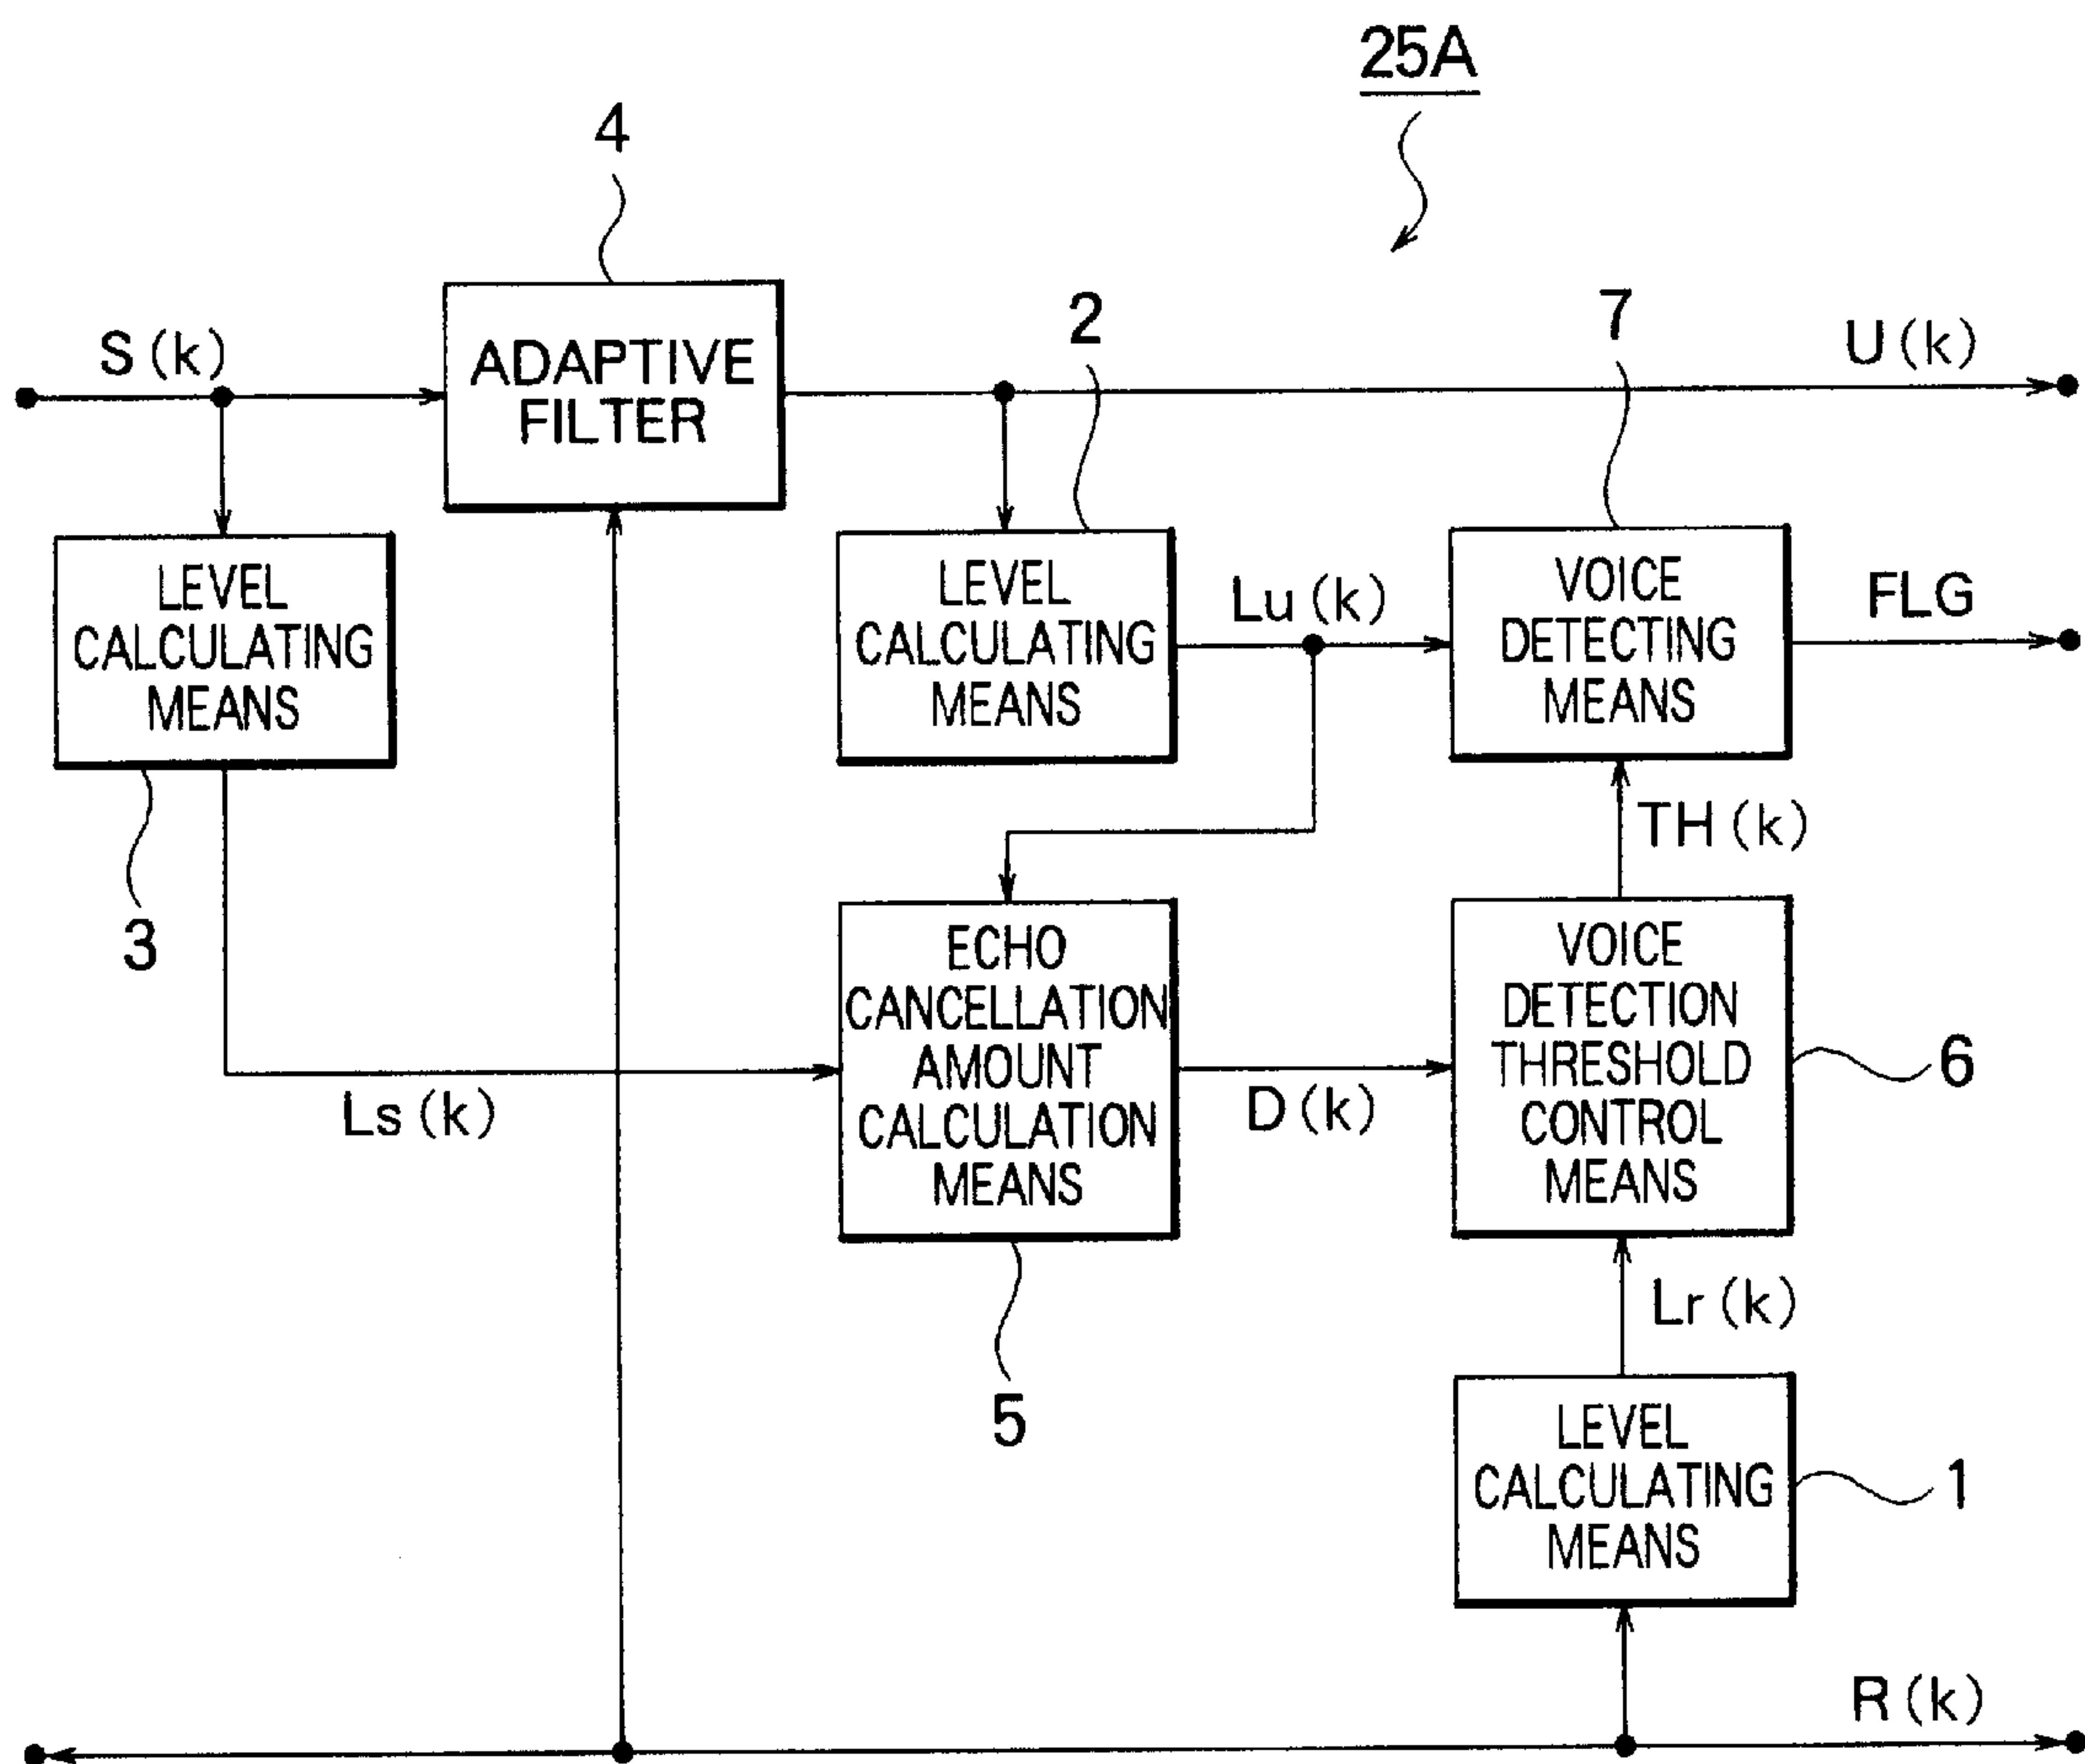 25A
4
S(k)
ADAPTIVE
FILTER
2
7
U(k)
LEVEL
CALCULATING
MEANS
3
LEVEL
CALCULATING
MEANS
Lu(k)
VOICE
DETECTING
MEANS
FLG
TH(k)
Ls(k)
ECHO
CANCELLATION
AMOUNT
CALCULATION
MEANS
5
D(k)
VOICE
DETECTION
THRESHOLD
CONTROL
MEANS
6
Lr(k)
LEVEL
CALCULATING
MEANS
1
R(k)